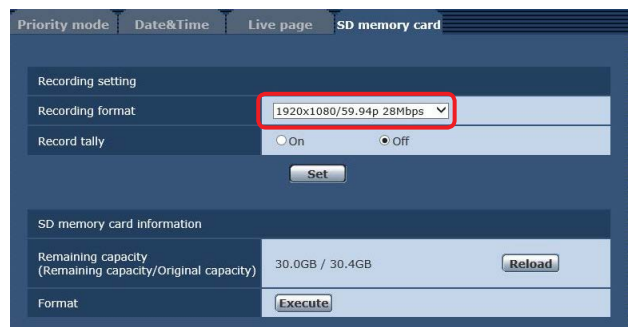 Priority mode Date&Time Live page SD memory card
Recording setting
Recording format 1920x1080/59.94p 28Mbps
Record tally On Off
Set
SD memory card information
Remaining capacity
(Remaining capacity/Original capacity) 30.0GB / 30.4GB Reload
Format Execute